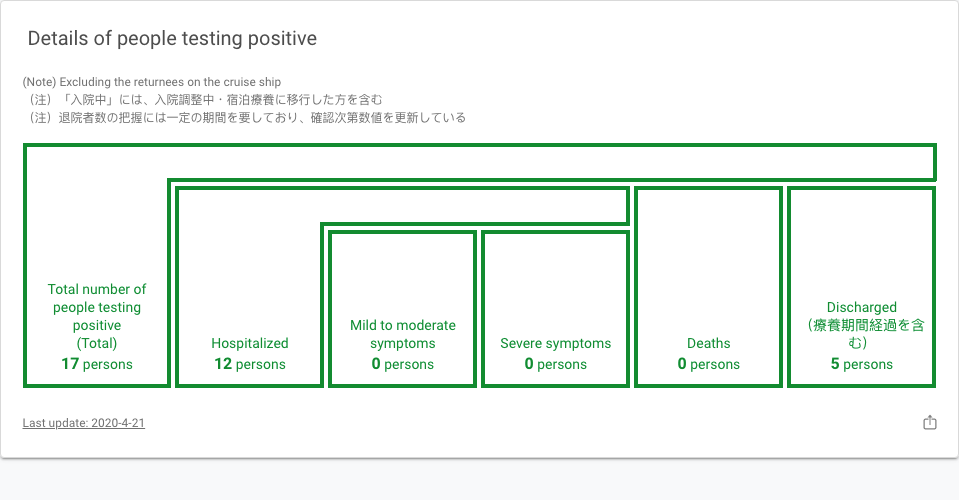 Details of people testing positive
(Note) Excluding the returnees on the cruise ship
（注）「入院中」には、入院調整中・宿泊療養に移行した方を含む
（注）退院者数の把握には一定の期間を要しており、確認次第数値を更新している
Total number of
people testing
positive
(Total)
17 persons
Hospitalized
12 persons
Mild to moderate
symptoms
0 persons
Severe symptoms
0 persons
Deaths
0 persons
Discharged
（療養期間経過を含
む）
5 persons
Last update: 2020-4-21